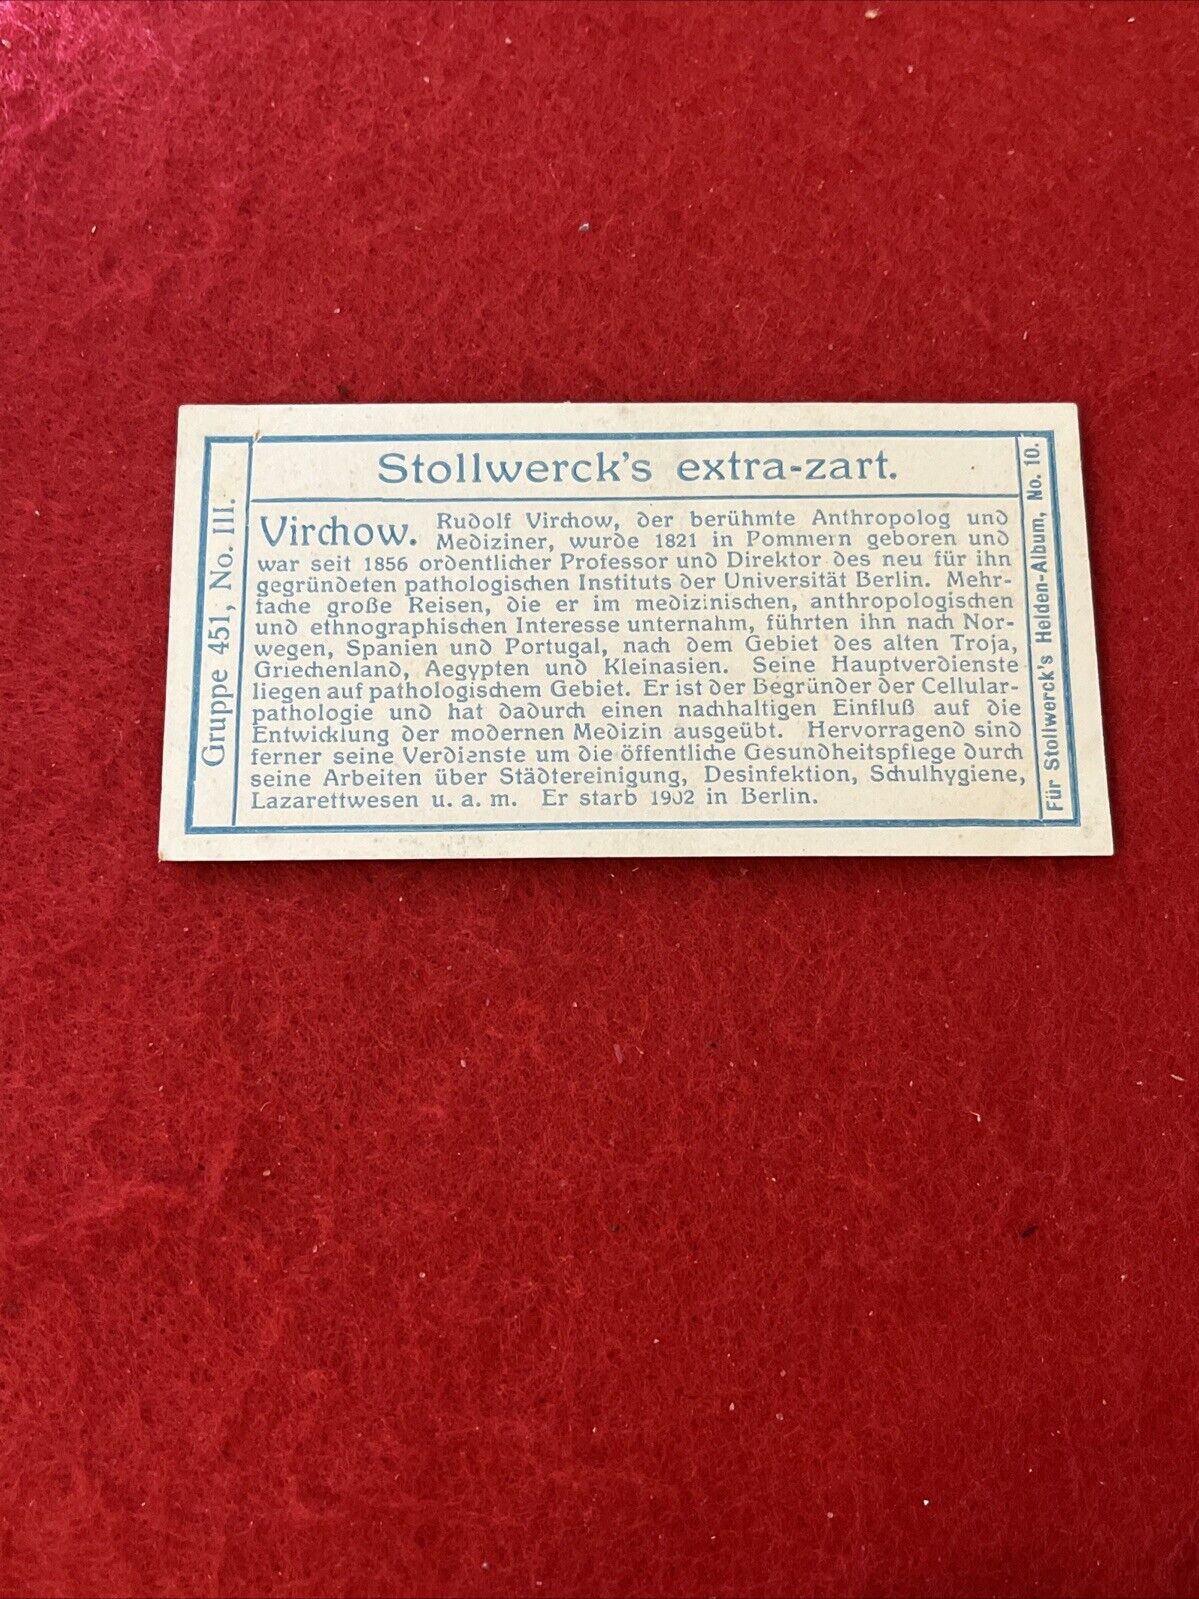 Stollwerck's extra-zart.
Gruppe 451, No. III.
Virchow. Rudolf Virchow, der berühmte Anthropolog und
Mediziner, wurde 1821 in Pommern geboren und
war seit 1856 ordentlicher Professor und Direktor des neu für ihn
gegründeten pathologischen Instituts der Universität Berlin. Mehr-
fache große Reisen, die er im medizinischen, anthropologischen
und ethnographischen Interesse unternahm, führten ihn nach Nor-
wegen, Spanien und Portugal, nach dem Gebiet des alten Troja,
Griechenland, Aegypten und Kleinasien. Seine Hauptverdienste
liegen auf pathologischem Gebiet. Er ist der Begründer der Cellular-
pathologie und hat dadurch einen nachhaltigen Einfluß auf die
Entwicklung der modernen Medizin ausgeübt. Hervorragend sind
ferner seine Verdienste um die öffentliche Gesundheitspflege durch
seine Arbeiten über Städtereinigung, Desinfektion, Schulhygiene,
Lazarettwesen u. a. m. Er starb 1902 in Berlin.
Für Stollwerck's Helden-Album, No. 10.